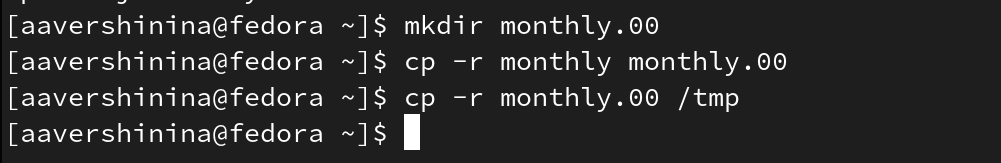 [aavershinina@fedora ~]$ mkdir monthly.00
[aavershinina@fedora ~]$ cp -r monthly monthly.00
[aavershinina@fedora ~]$ cp -r monthly.00 /tmp
[aavershinina@fedora ~]$